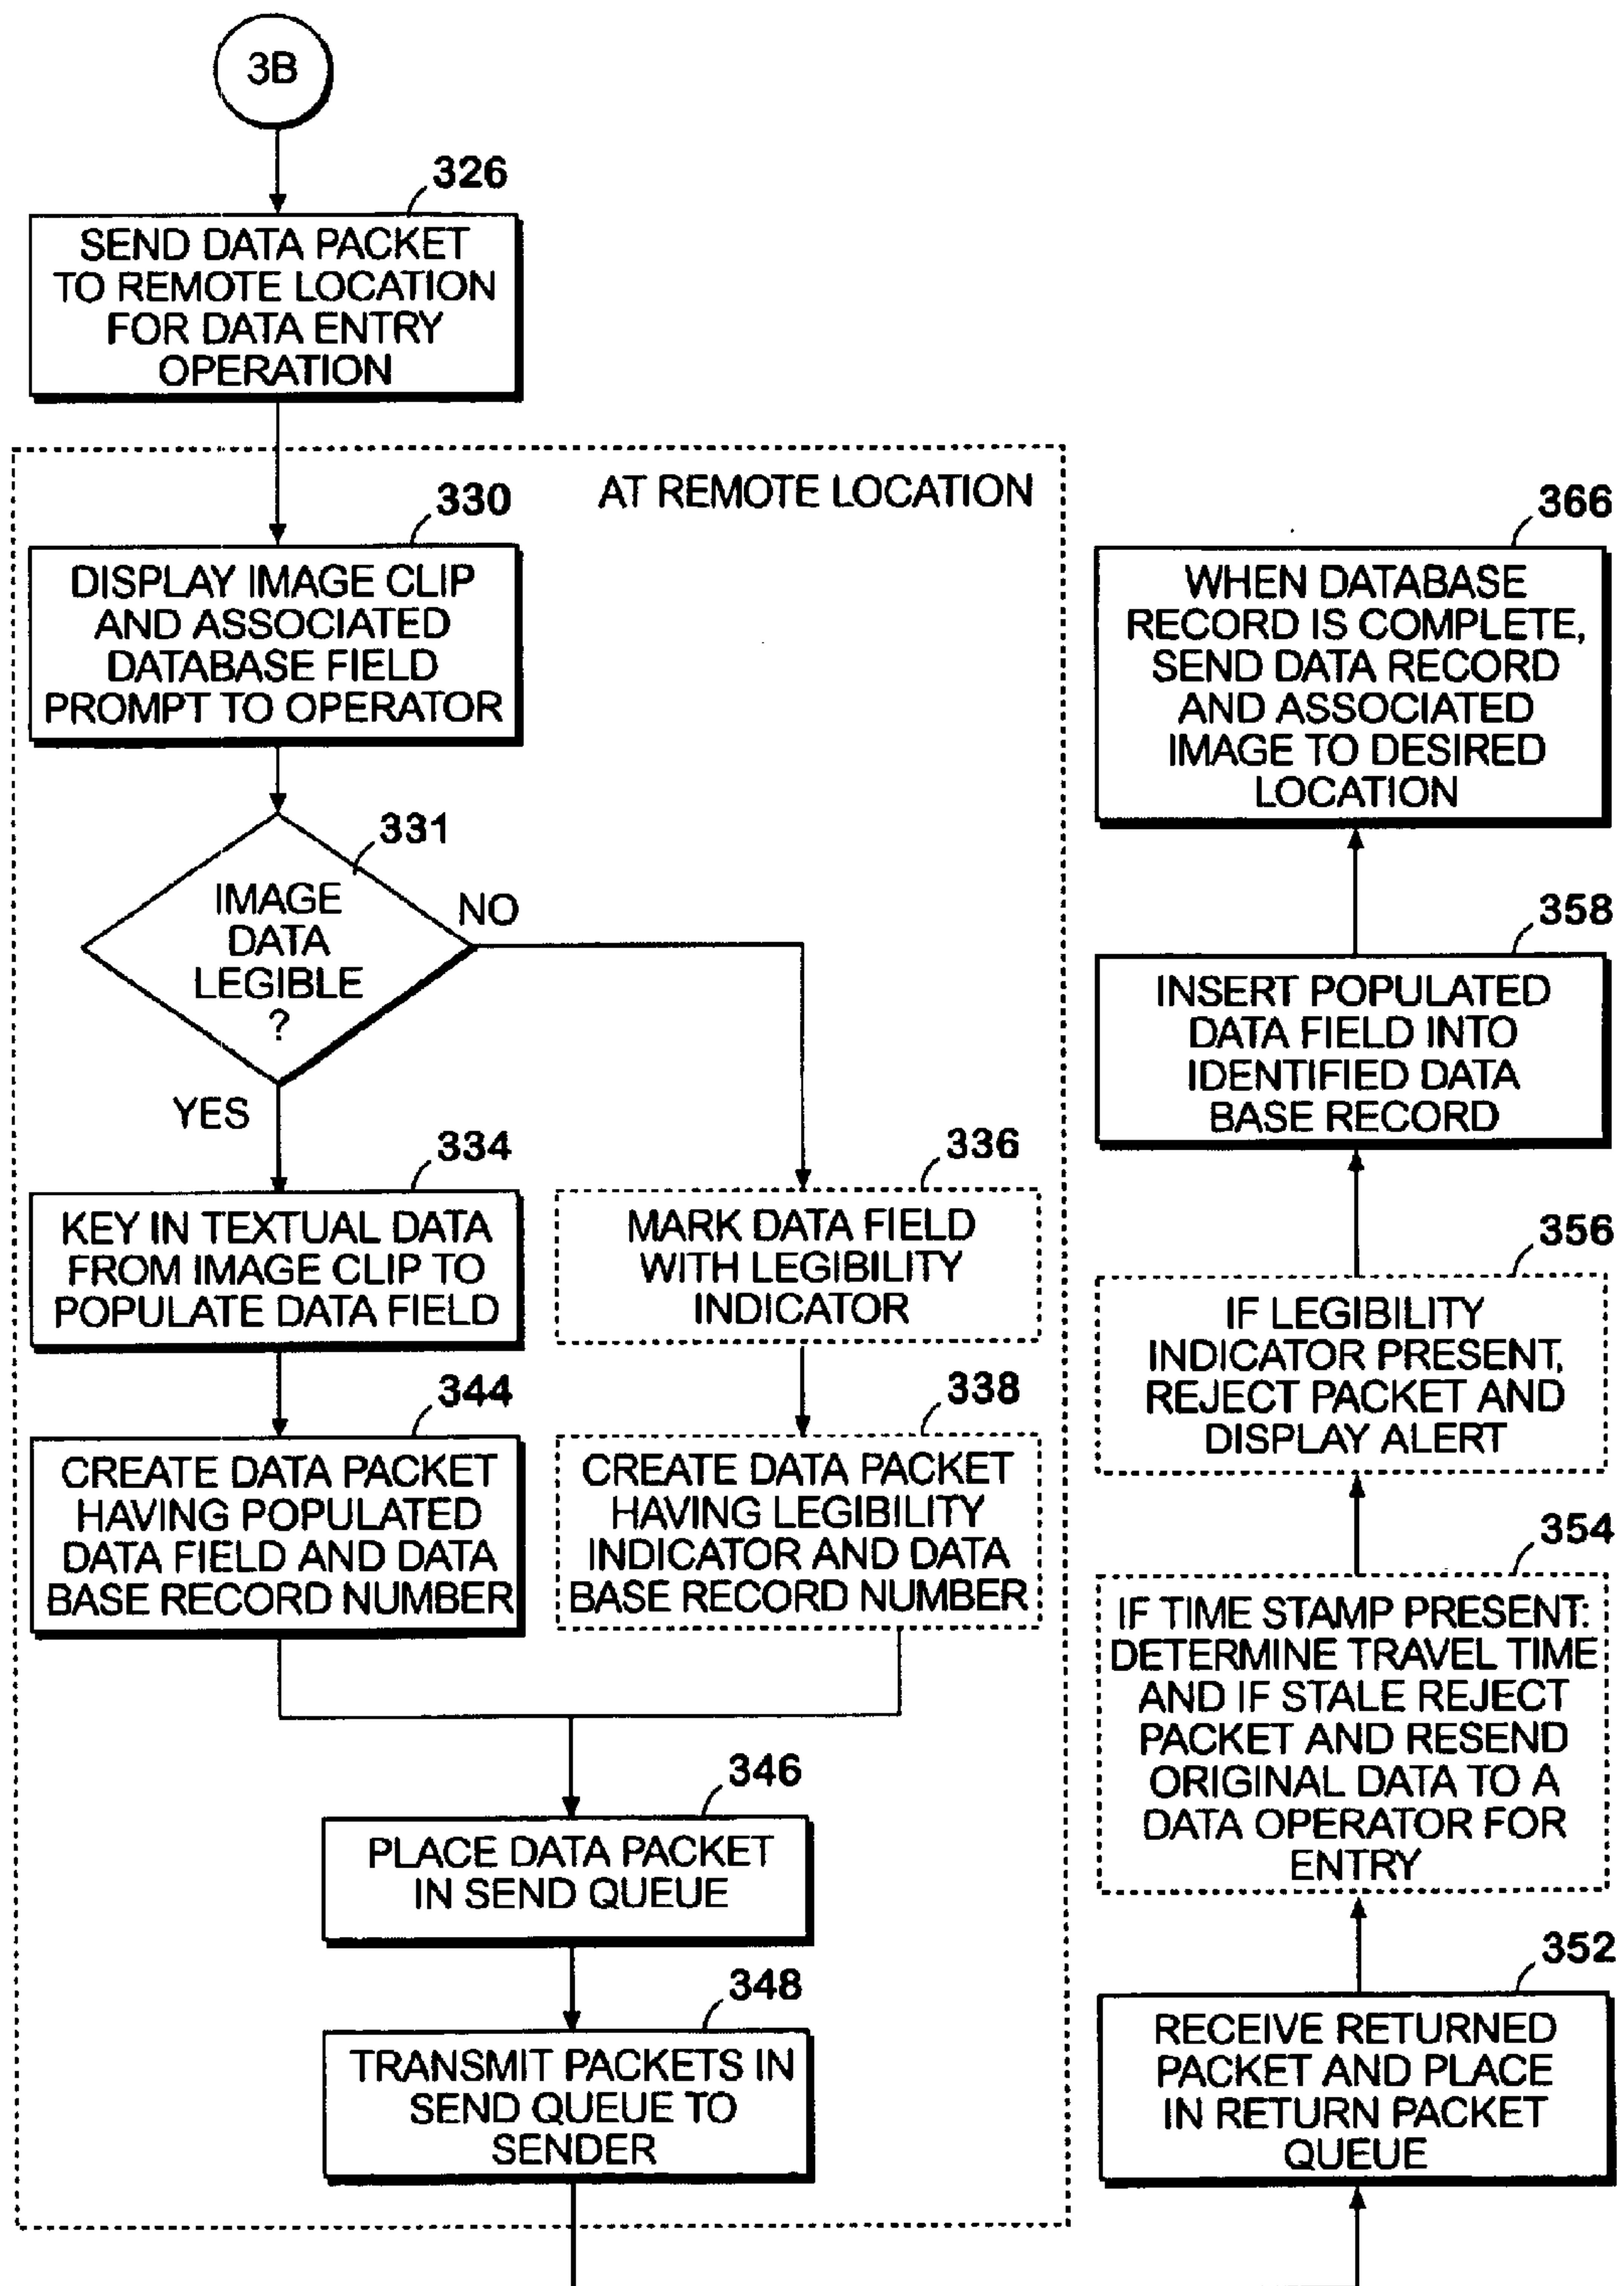 3B
326
SEND DATA PACKET
TO REMOTE LOCATION
FOR DATA ENTRY
OPERATION
AT REMOTE LOCATION
330
DISPLAY IMAGE CLIP
AND ASSOCIATED
DATABASE FIELD
PROMPT TO OPERATOR
331
IMAGE
DATA
LEGIBLE
?
NO
YES
334
KEY IN TEXTUAL DATA
FROM IMAGE CLIP TO
POPULATE DATA FIELD
336
MARK DATA FIELD
WITH LEGIBILITY
INDICATOR
344
CREATE DATA PACKET
HAVING POPULATED
DATA FIELD AND DATA
BASE RECORD NUMBER
338
CREATE DATA PACKET
HAVING LEGIBILITY
INDICATOR AND DATA
BASE RECORD NUMBER
346
PLACE DATA PACKET
IN SEND QUEUE
348
TRANSMIT PACKETS IN
SEND QUEUE TO
SENDER
366
WHEN DATABASE
RECORD IS COMPLETE,
SEND DATA RECORD
AND ASSOCIATED
IMAGE TO DESIRED
LOCATION
358
INSERT POPULATED
DATA FIELD INTO
IDENTIFIED DATA
BASE RECORD
356
IF LEGIBILITY
INDICATOR PRESENT,
REJECT PACKET AND
DISPLAY ALERT
354
IF TIME STAMP PRESENT:
DETERMINE TRAVEL TIME
AND IF STALE REJECT
PACKET AND RESEND
ORIGINAL DATA TO A
DATA OPERATOR FOR
ENTRY
352
RECEIVE RETURNED
PACKET AND PLACE
IN RETURN PACKET
QUEUE